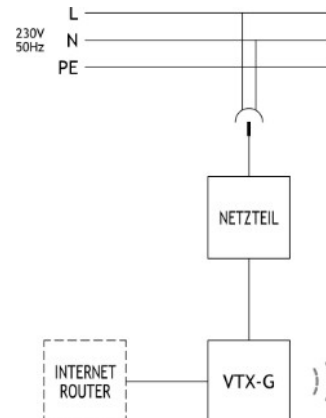 L
230V
50Hz
N
PE
NETZTEIL
INTERNET
ROUTER
VTX-G